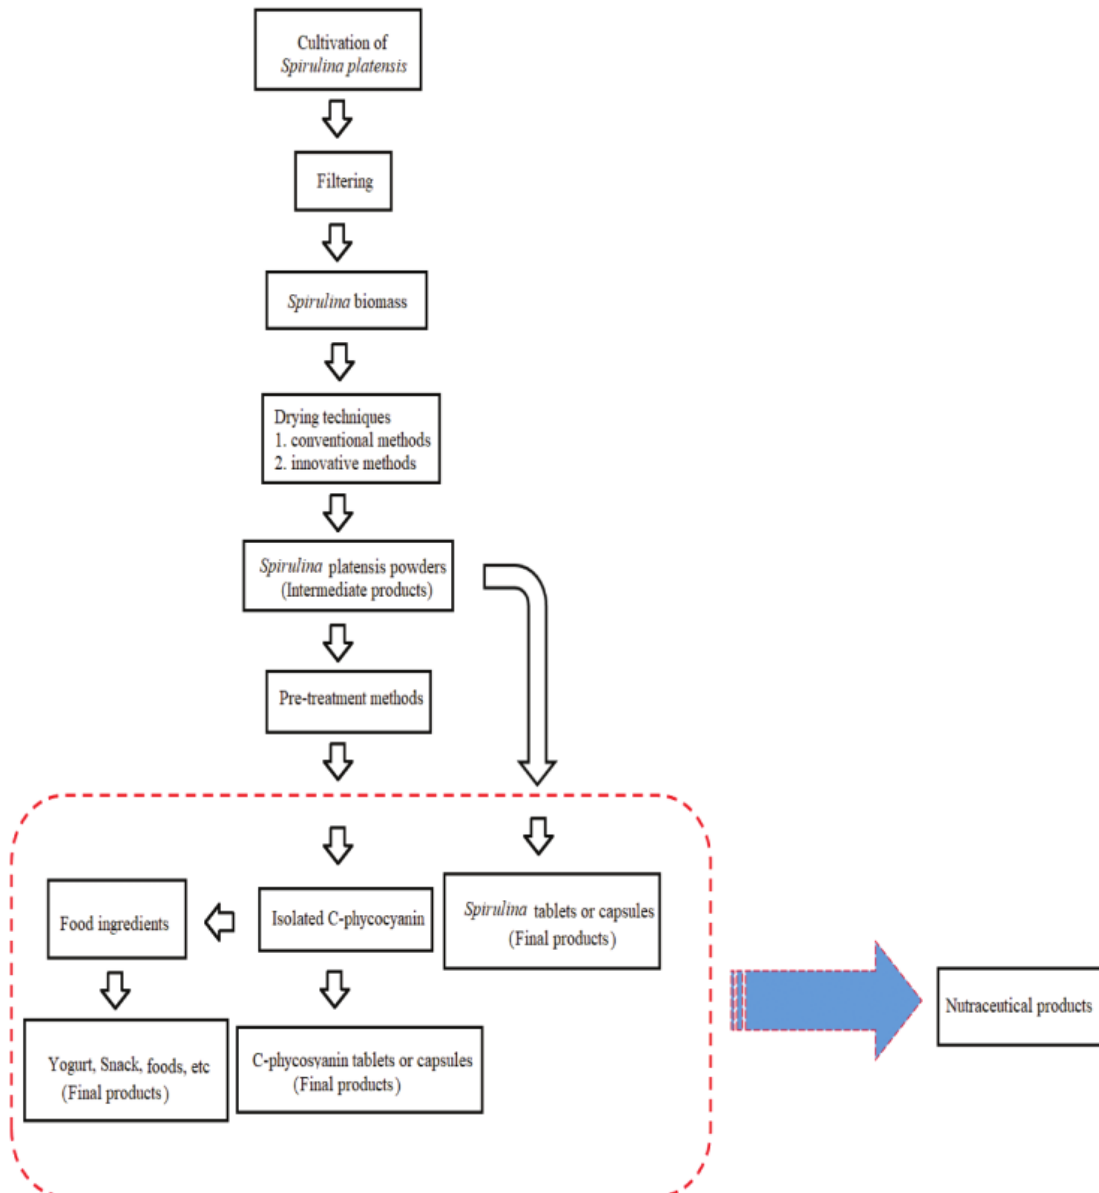 Cultivation of
Spirulina platensis
Filtering
Spirulina biomass
Drying techniques
1. conventional methods
2. innovative methods
Spirulina platensis powders
(Intermediate products)
Pre-treatment methods
Food ingredients
Isolated C-phycocyanin
Spirulina tablets or capsules
(Final products)
Nutraceutical products
Yogurt, Snack, foods, etc
(Final products)
C-phycosyanin tablets or capsules
(Final products)